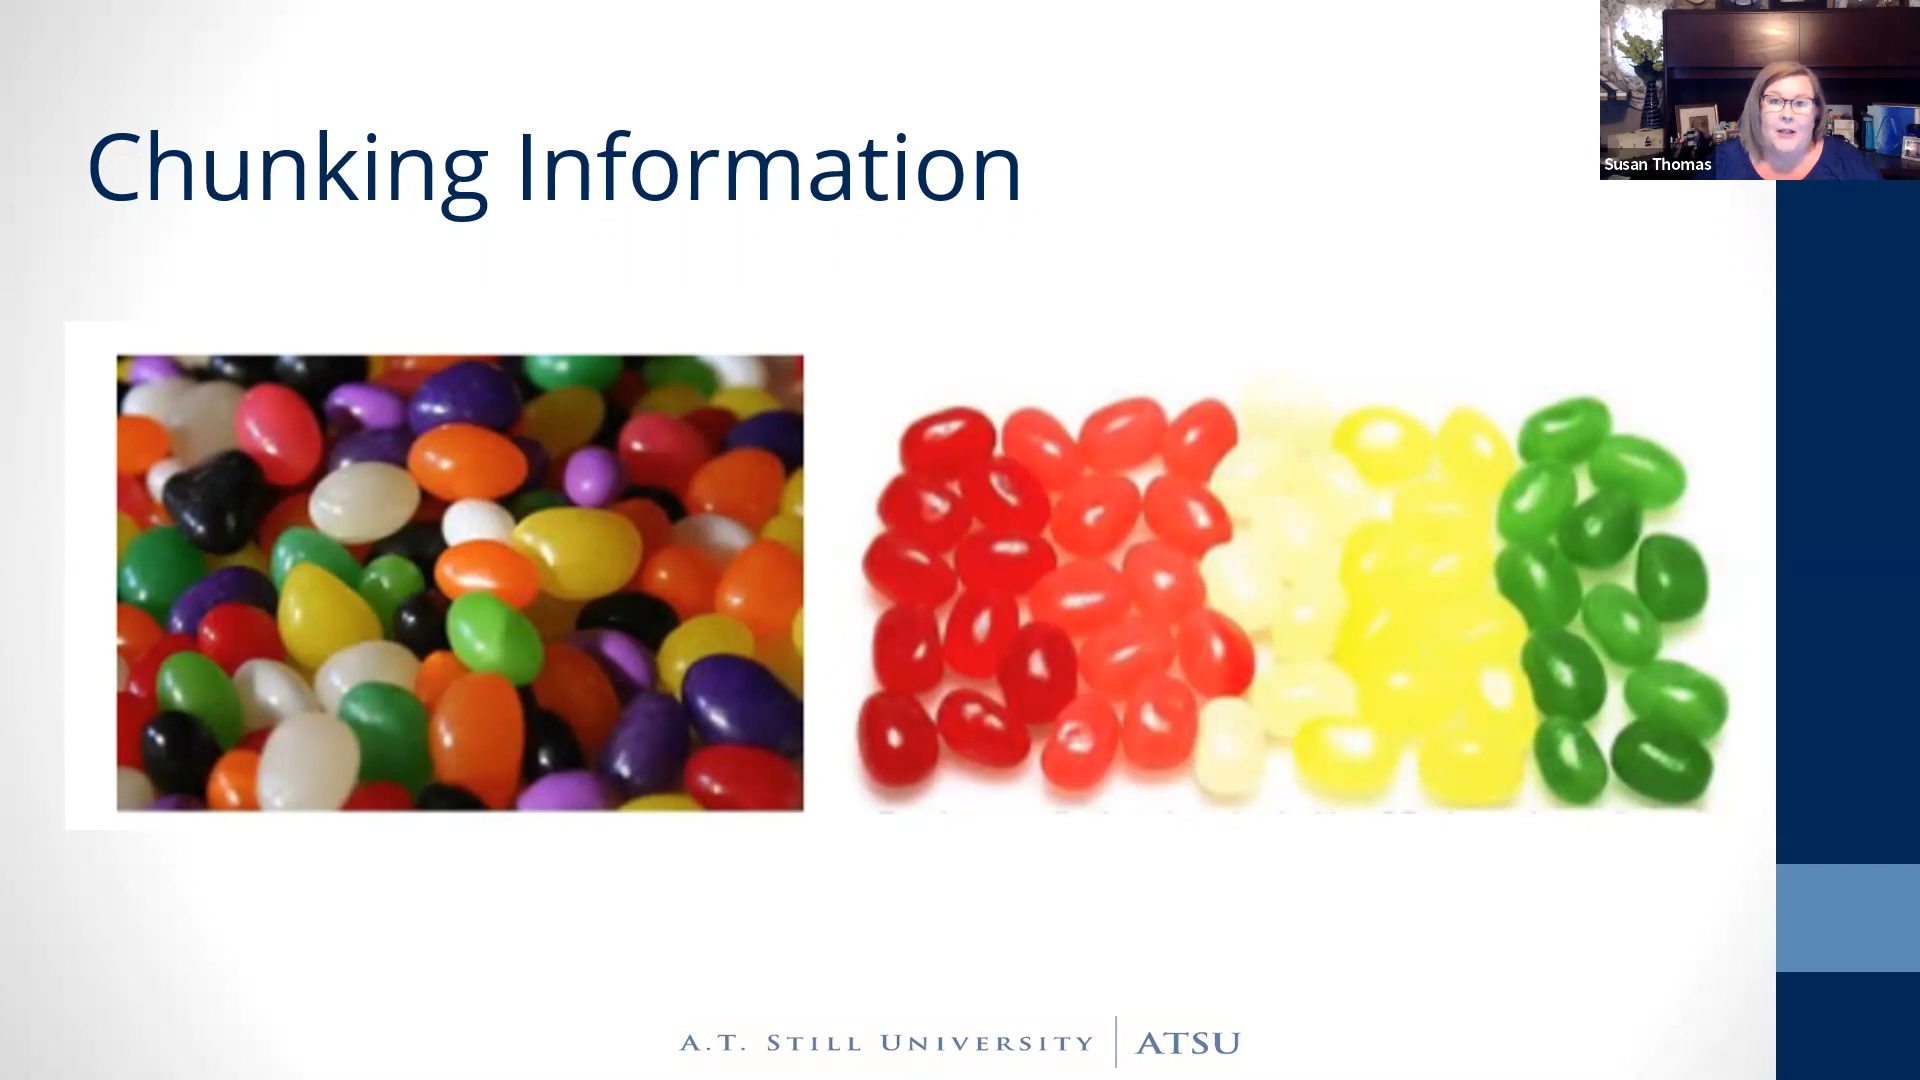 Chunking Information
Susan Thomas
A.T. STILL UNIVERSITY | ATSU